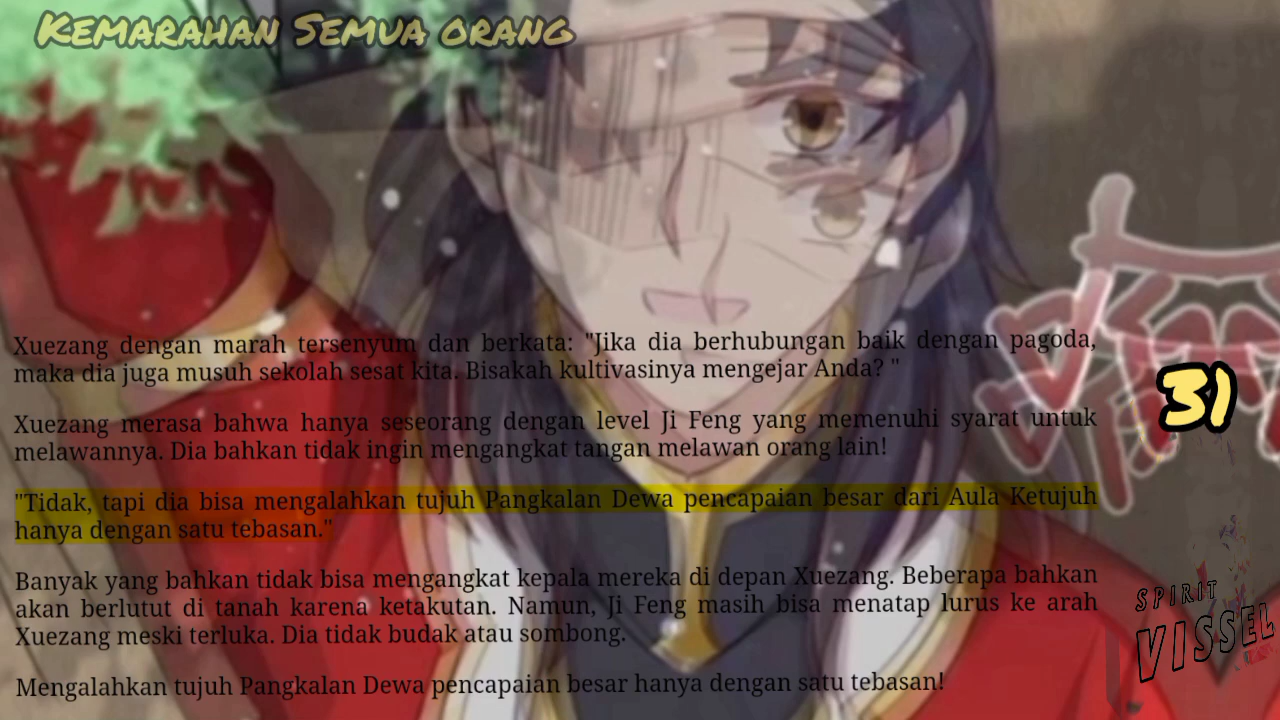 Kemarahan Semua orang
Xuezang dengan marah tersenyum dan berkata: "Jika dia berhubungan baik dengan pagoda,
maka dia juga musuh sekolah sesat kita. Bisakah kultivasinya mengejar Anda? "
Xuezang merasa bahwa hanya seseorang dengan level Ji Feng yang memenuhi syarat untuk
melawannya. Dia bahkan tidak ingin mengangkat tangan melawan orang lain!
31
"Tidak, tapi dia bisa mengalahkan tujuh Pangkalan Dewa pencapaian besar dari Aula Ketujuh
hanya dengan satu tebasan."
Banyak yang bahkan tidak bisa mengangkat kepala mereka di depan Xuezang. Beberapa bahkan
akan berlutut di tanah karena ketakutan. Namun, Ji Feng masih bisa menatap lurus ke arah
Xuezang meski terluka. Dia tidak budak atau sombong.
SPIRIT
VISSEL
Mengalahkan tujuh Pangkalan Dewa pencapaian besar hanya dengan satu tebasan!